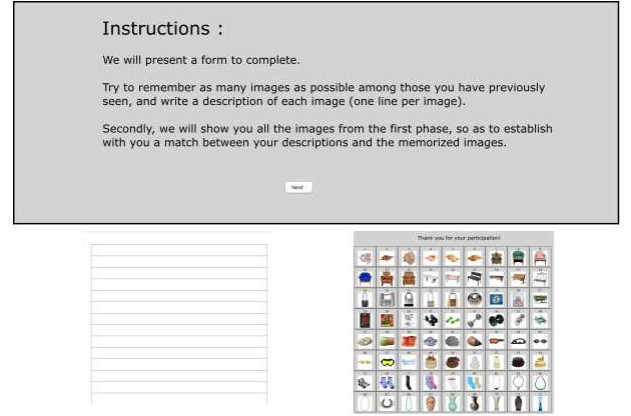 Instructions :
We will present a form to complete.
Try to remember as many images as possible among those you have previously
seen, and write a description of each image (one line per image).
Secondly, we will show you all the images from the first phase, so as to establish
with you a match between your descriptions and the memorized images.
Next
Thank you for your participation!